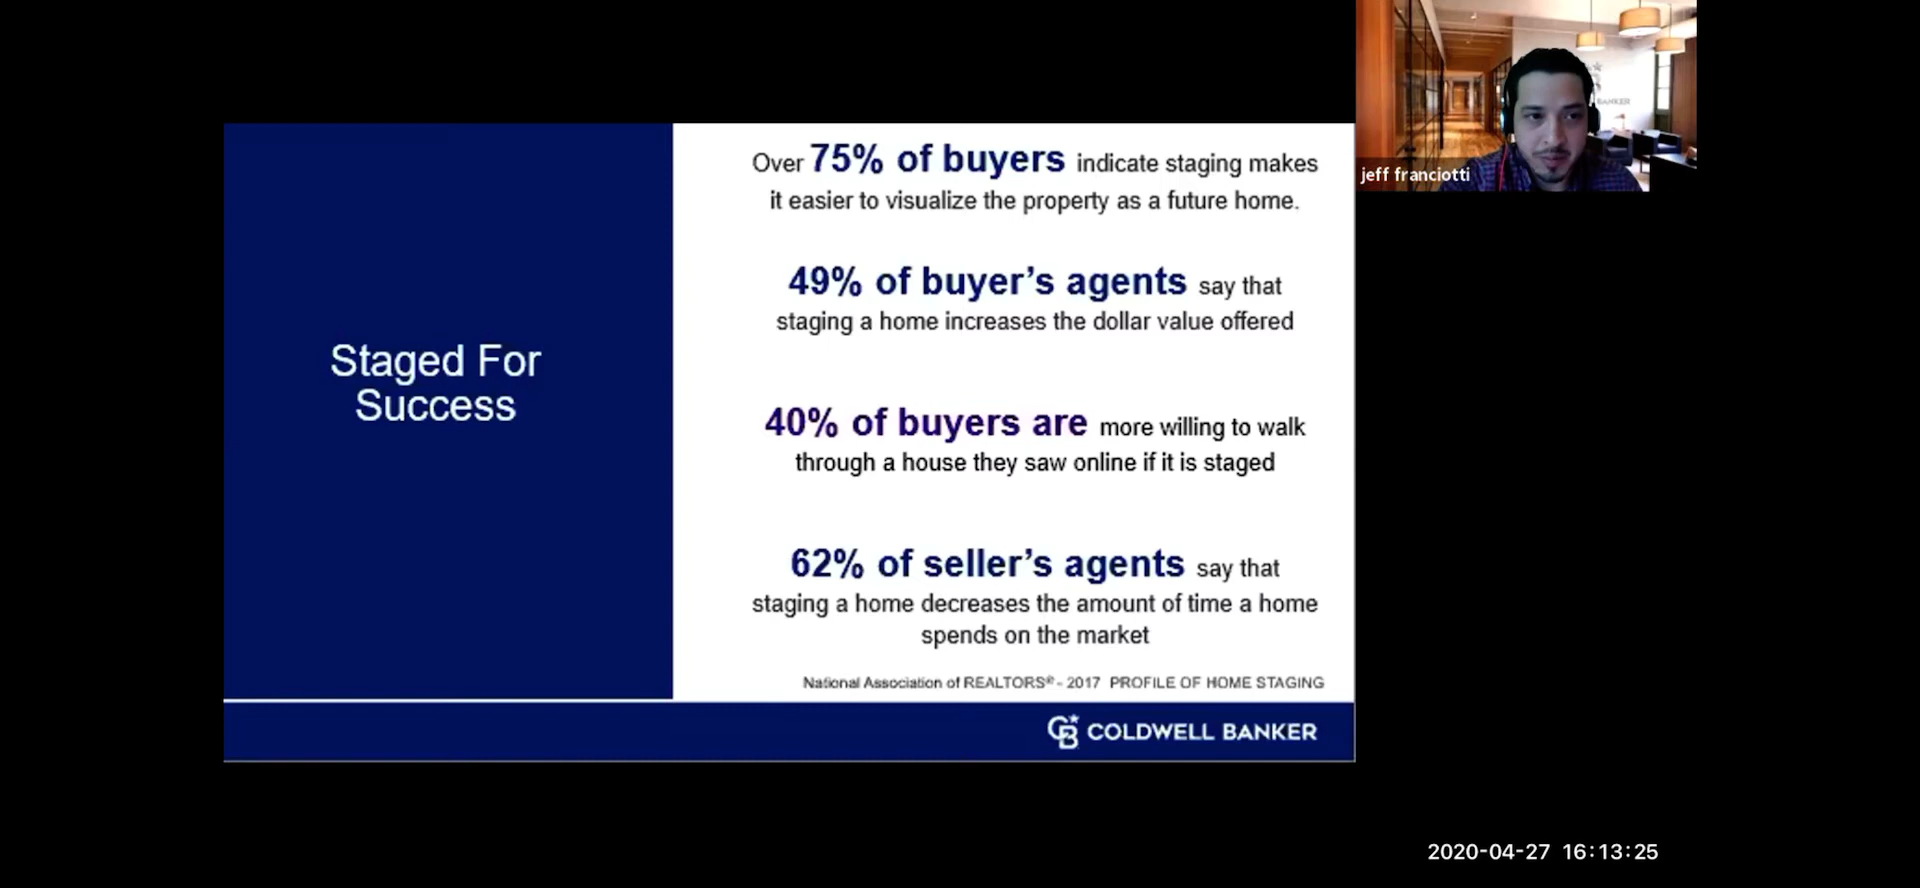 Over 75% of buyers indicate staging makes
it easier to visualize the property as a future home.
49% of buyer’s agents say that
staging a home increases the dollar value offered
Staged For
Success
40% of buyers are more willing to walk
through a house they saw online if it is staged
62% of seller’s agents say that
staging a home decreases the amount of time a home
spends on the market
National Association of REALTORS® - 2017 PROFILE OF HOME STAGING
CB COLDWELL BANKER
jeff franciotti
BANKER
2020-04-27 16:13:25